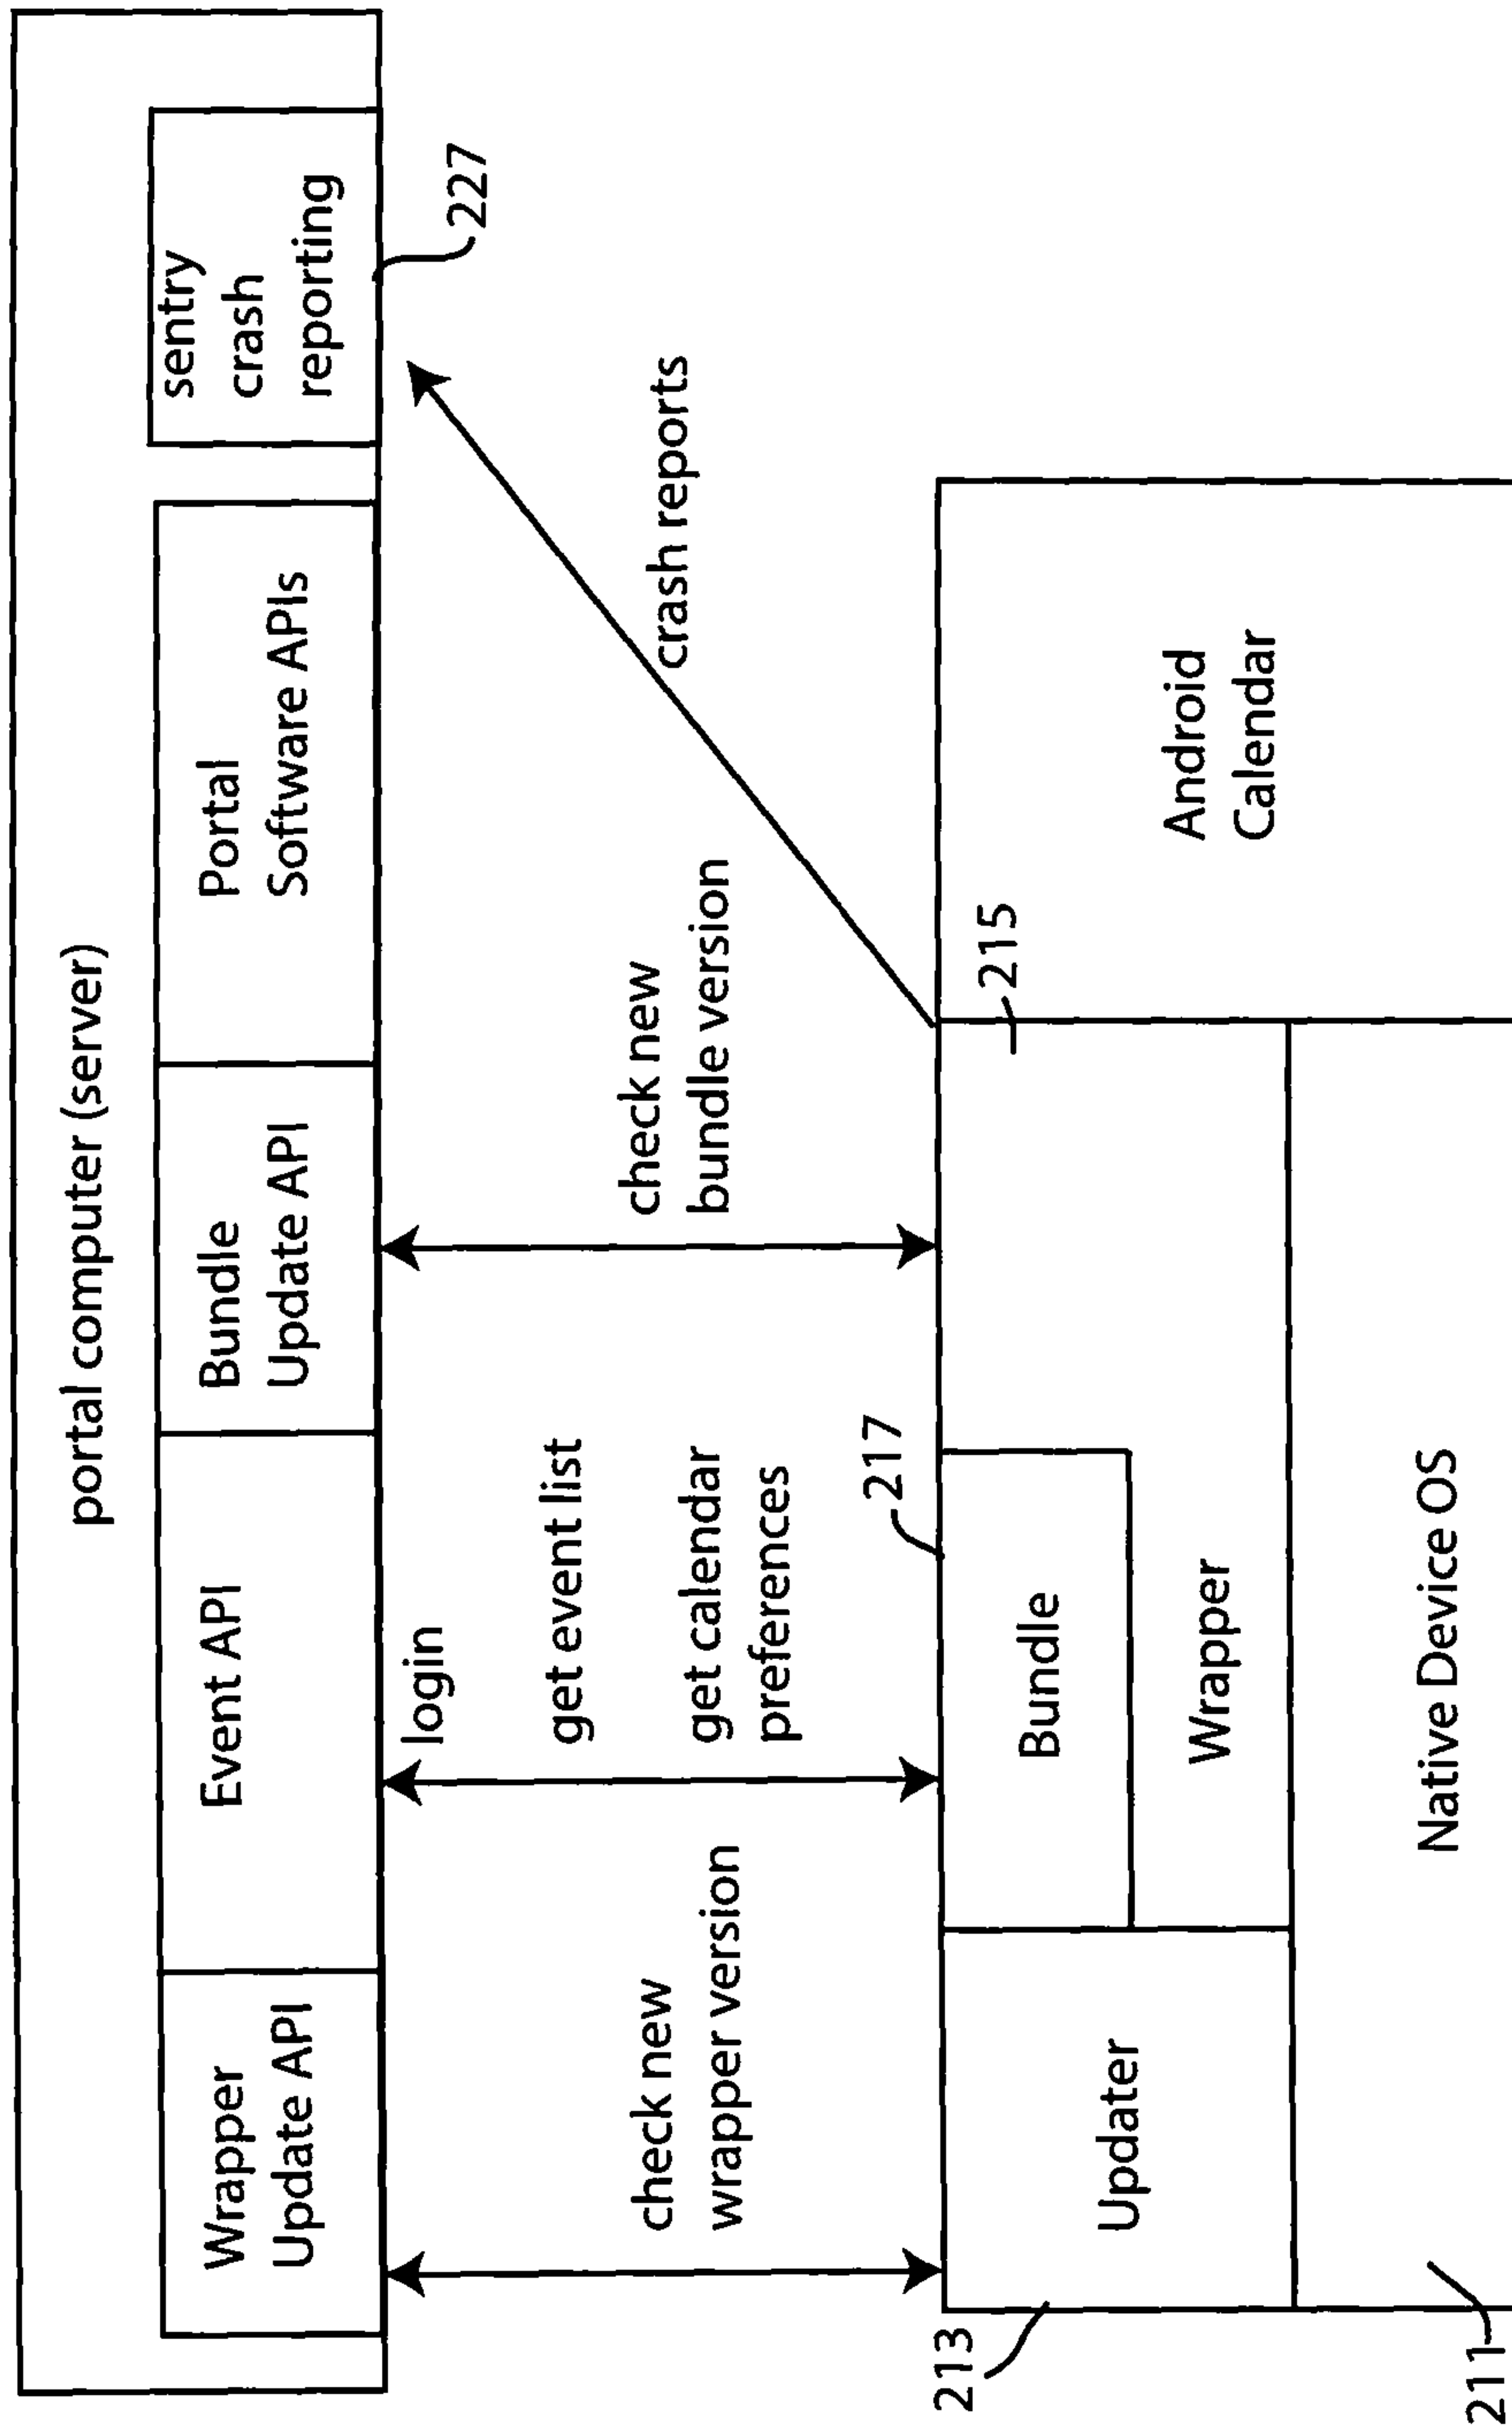 portal computer (server)
Wrapper
Update API
Event API
Bundle
Update API
Portal
Software APIs
sentry
crash
reporting
227
check new
wrapper version
login
get event list
get calendar
preferences
check new
bundle version
crash reports
213
Updater
217
Bundle
Wrapper
215
Android
Calendar
211
Native Device OS